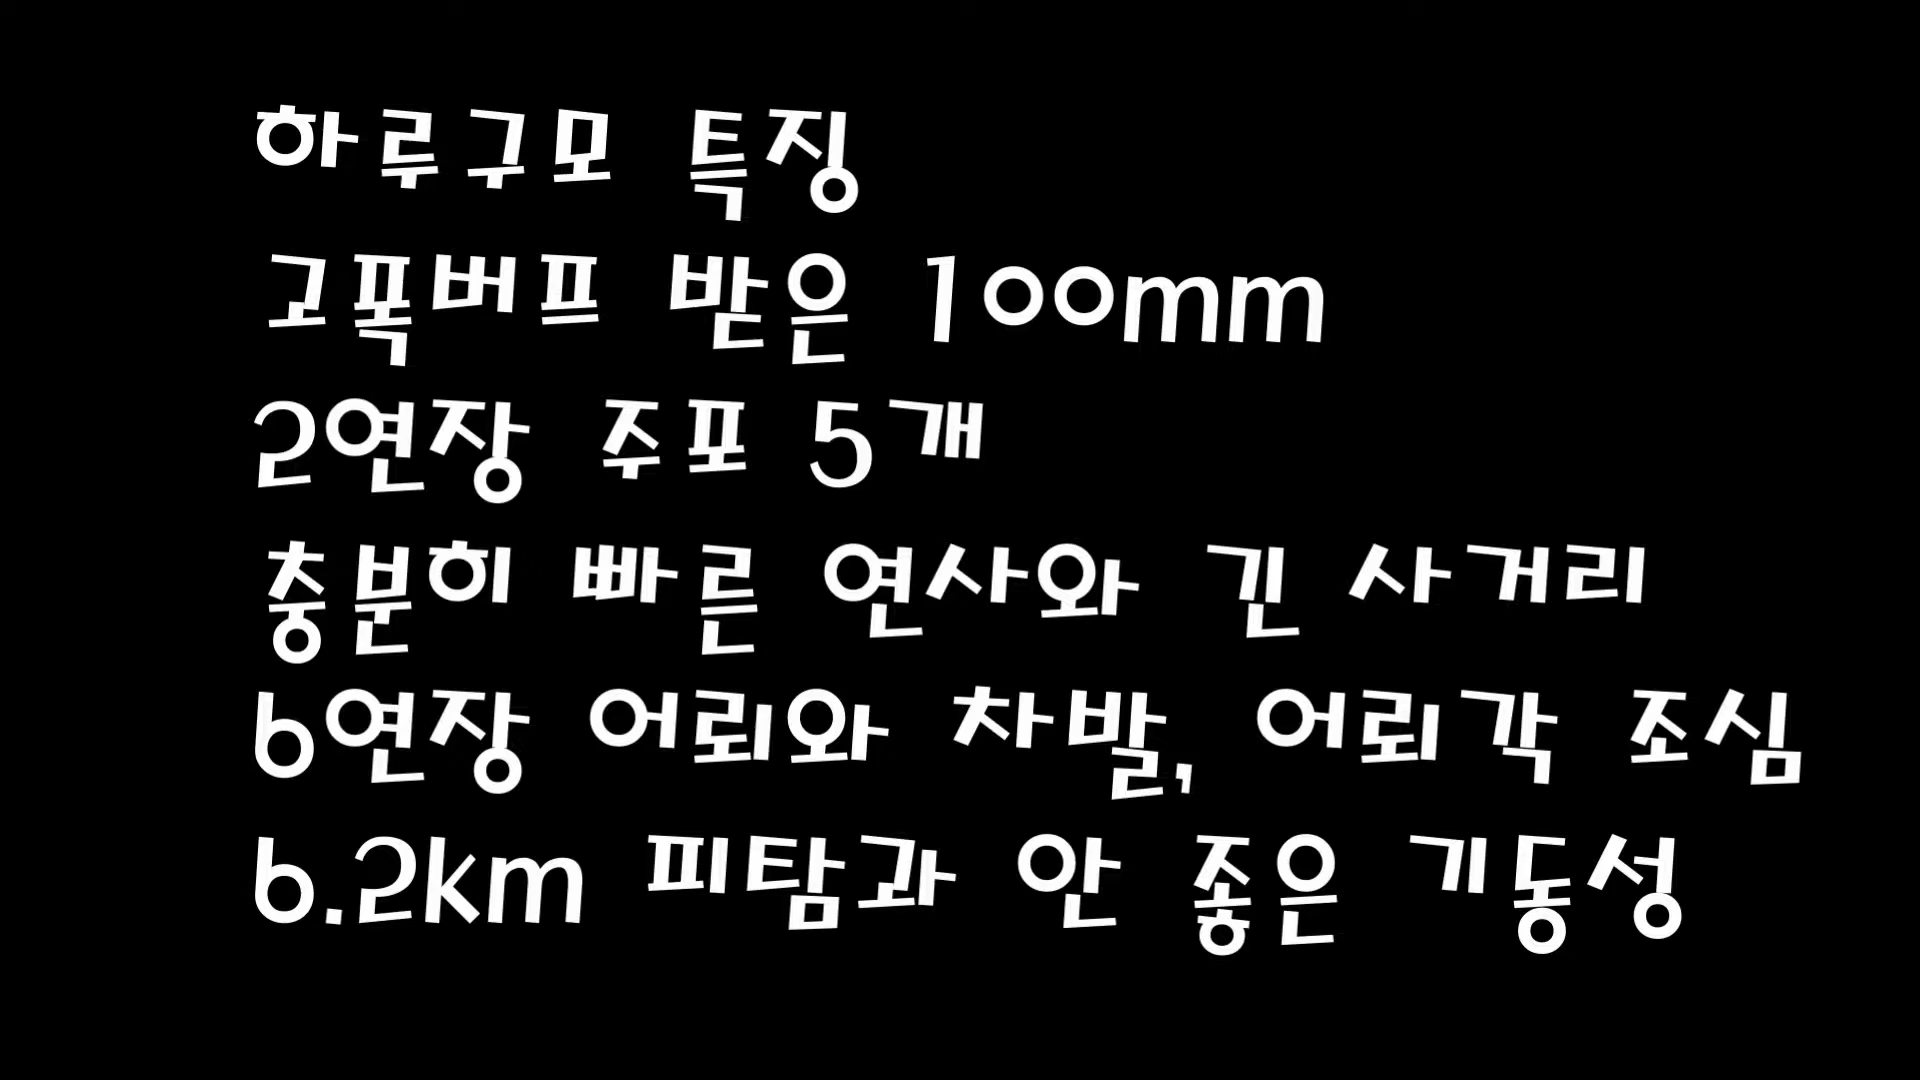 하루구모 특징
고폭버프 받은 100mm
2연장 주포 5개
충분히 빠른 연사와 긴 사거리
6연장 어뢰와 차발, 어뢰각 조심
6.2km 피탐과 안 좋은 기동성